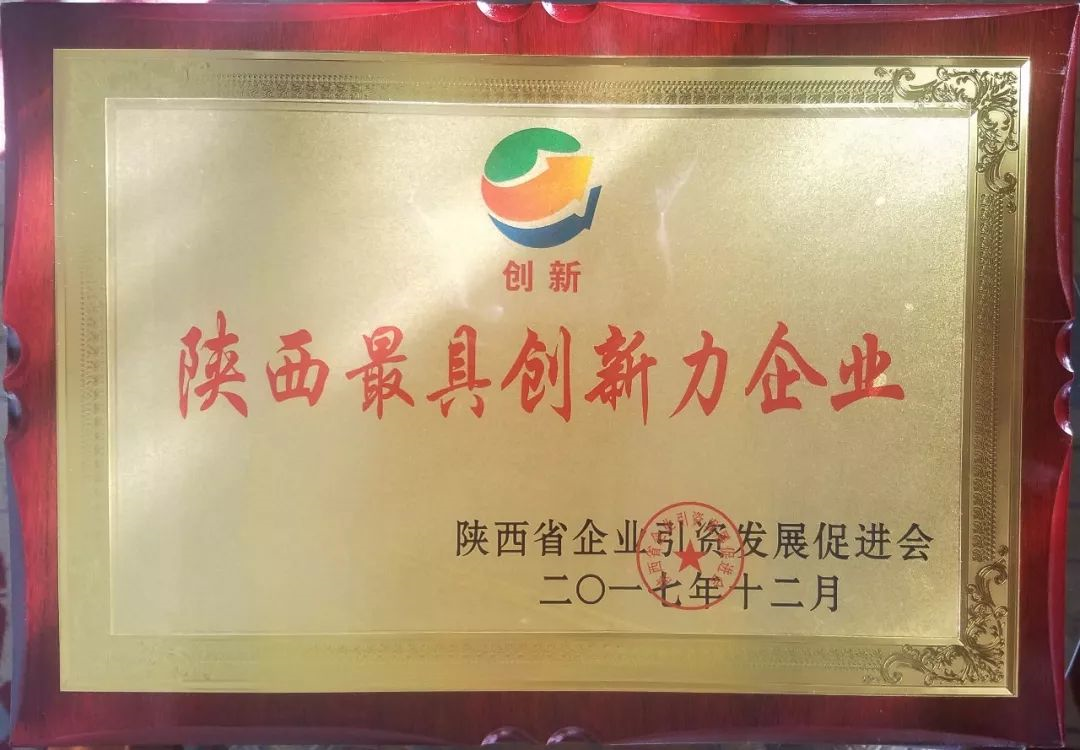 创新
陕西最具创新力企业
陕西省企业引资发展促进会
二〇一七年十二月